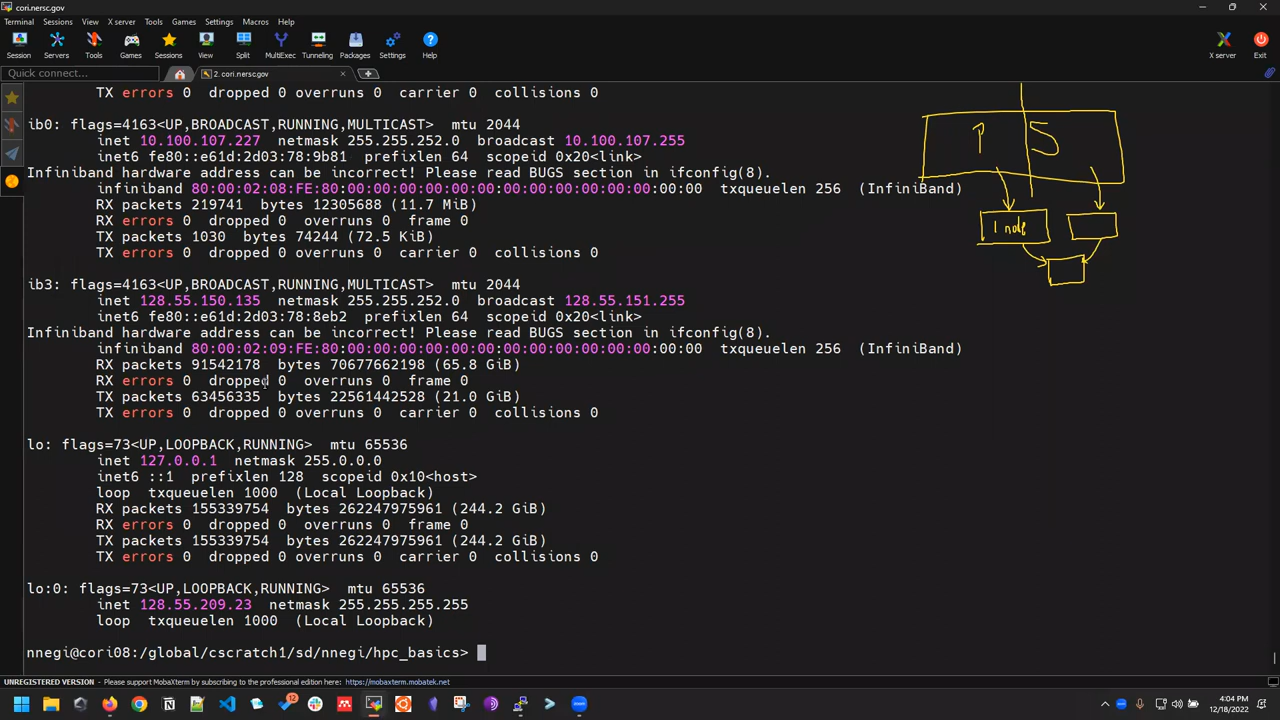 cori.nersc.gov
Terminal Sessions View X server Tools Games Settings Macros Help
Session Servers Tools Games Sessions View Split MultiExec Tunneling Packages Settings Help X server Exit
Quick connect... 2. cori.nersc.gov
TX errors 0 dropped 0 overruns 0 carrier 0 collisions 0
ib0: flags=4163<UP,BROADCAST,RUNNING,MULTICAST> mtu 2044
inet 10.100.107.227 netmask 255.255.252.0 broadcast 10.100.107.255
inet6 fe80::e61d:2d03:78:9b81 prefixlen 64 scopeid 0x20<link>
Infiniband hardware address can be incorrect! Please read BUGS section in ifconfig(8).
infiniband 80:00:02:08:FE:80:00:00:00:00:00:00:00:00:00:00:00:00:00:00 txqueuelen 256 (InfiniBand)
RX packets 219741 bytes 12305688 (11.7 MiB)
RX errors 0 dropped 0 overruns 0 frame 0
TX packets 1030 bytes 74244 (72.5 KiB)
TX errors 0 dropped 0 overruns 0 carrier 0 collisions 0
ib3: flags=4163<UP,BROADCAST,RUNNING,MULTICAST> mtu 2044
inet 128.55.150.135 netmask 255.255.252.0 broadcast 128.55.151.255
inet6 fe80::e61d:2d03:78:8eb2 prefixlen 64 scopeid 0x20<link>
Infiniband hardware address can be incorrect! Please read BUGS section in ifconfig(8).
infiniband 80:00:02:09:FE:80:00:00:00:00:00:00:00:00:00:00:00:00:00:00 txqueuelen 256 (InfiniBand)
RX packets 91542178 bytes 70677662198 (65.8 GiB)
RX errors 0 dropped 0 overruns 0 frame 0
TX packets 63456335 bytes 22561442528 (21.0 GiB)
TX errors 0 dropped 0 overruns 0 carrier 0 collisions 0
lo: flags=73<UP,LOOPBACK,RUNNING> mtu 65536
inet 127.0.0.1 netmask 255.0.0.0
inet6 ::1 prefixlen 128 scopeid 0x10<host>
loop txqueuelen 1000 (Local Loopback)
RX packets 155339754 bytes 262247975961 (244.2 GiB)
RX errors 0 dropped 0 overruns 0 frame 0
TX packets 155339754 bytes 262247975961 (244.2 GiB)
TX errors 0 dropped 0 overruns 0 carrier 0 collisions 0
lo:0: flags=73<UP,LOOPBACK,RUNNING> mtu 65536
inet 128.55.209.23 netmask 255.255.255.255
loop txqueuelen 1000 (Local Loopback)
nnegi@cori08:/global/cscratch1/sd/nnegi/hpc_basics>
P S
1 node
UNREGISTERED VERSION - Please support MobaXterm by subscribing to the professional edition here: https://mobaxterm.mobatek.net
12
4:04 PM
12/18/2022